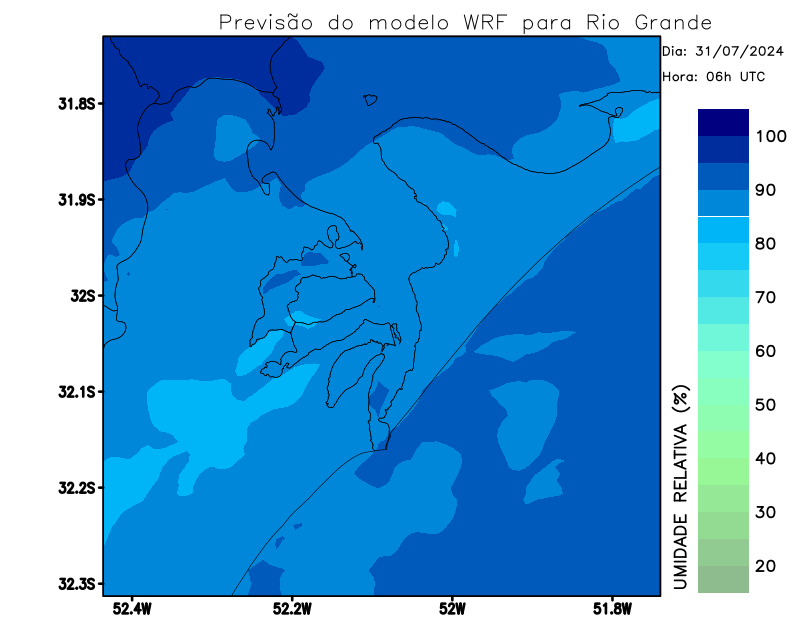 Previsão do modelo WRF para Rio Grande
Dia: 31/07/2024
Hora: 06h UTC
31.8S
31.9S
32S
32.1S
32.2S
32.3S
52.4W
52.2W
52W
51.8W
100
90
80
70
60
50
40
30
20
UMIDADE RELATIVA (%)